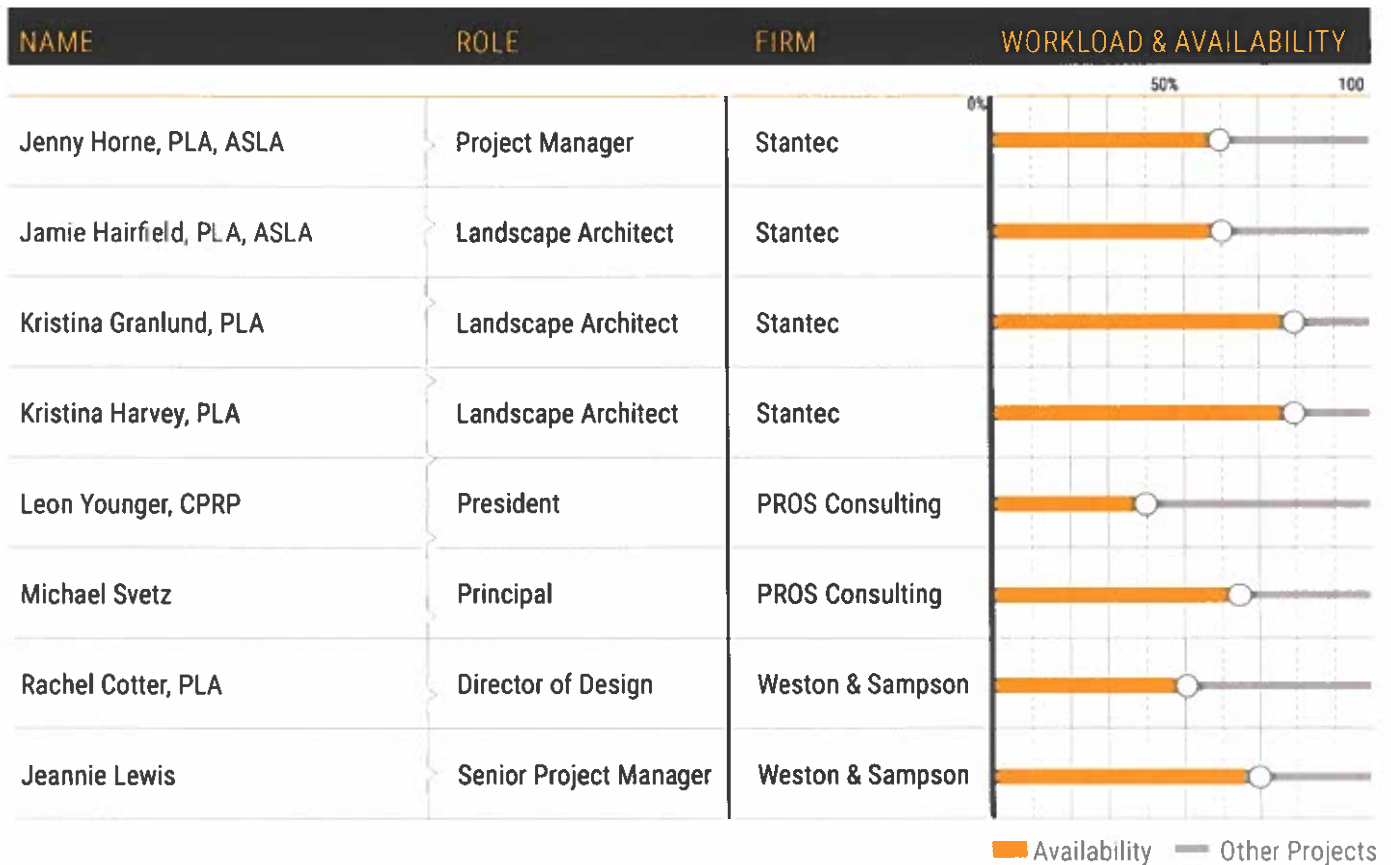 NAME ROLE FIRM WORKLOAD & AVAILABILITY
0% 50% 100
Jenny Horne, PLA, ASLA Project Manager Stantec
Jamie Hairfield, PLA, ASLA Landscape Architect Stantec
Kristina Granlund, PLA Landscape Architect Stantec
Kristina Harvey, PLA Landscape Architect Stantec
Leon Younger, CPRP President PROS Consulting
Michael Svetz Principal PROS Consulting
Rachel Cotter, PLA Director of Design Weston & Sampson
Jeannie Lewis Senior Project Manager Weston & Sampson
Availability Other Projects